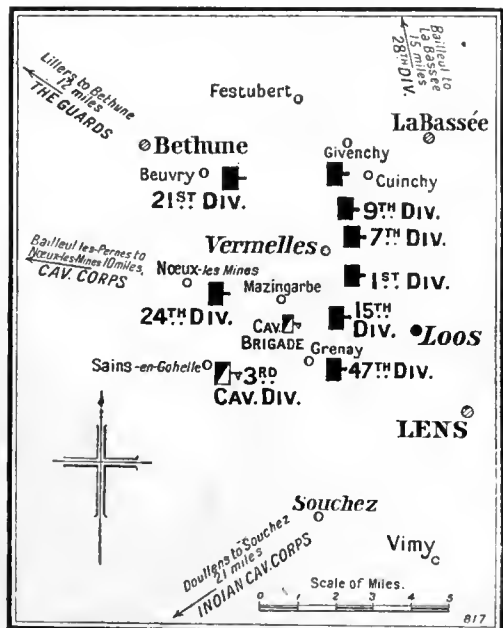 Lillers to Bethune
12 miles
THE GUARDS
Bailleul to
La Bassée
15 miles
28TH DIV.
Festubert
LaBassée
Bethune
Givenchy
Beuvry
Cuinchy
21ST DIV.
9TH DIV.
7TH DIV.
Vermelles
Bailleul les-Pernes to
Nœux-les-Mines 10 miles.
CAV. CORPS
Nœux-les Mines
1ST DIV.
Mazingarbe
24TH DIV.
15TH
DIV.
CAV.
BRIGADE
Loos
Grenay
Sains-en-Gohelle
3RD
CAV. DIV.
47TH DIV.
LENS
Souchez
Doullens to Souchez
21 miles
INDIAN CAV. CORPS
Vimy
Scale of Miles.
0 1 2 3 4 5
817